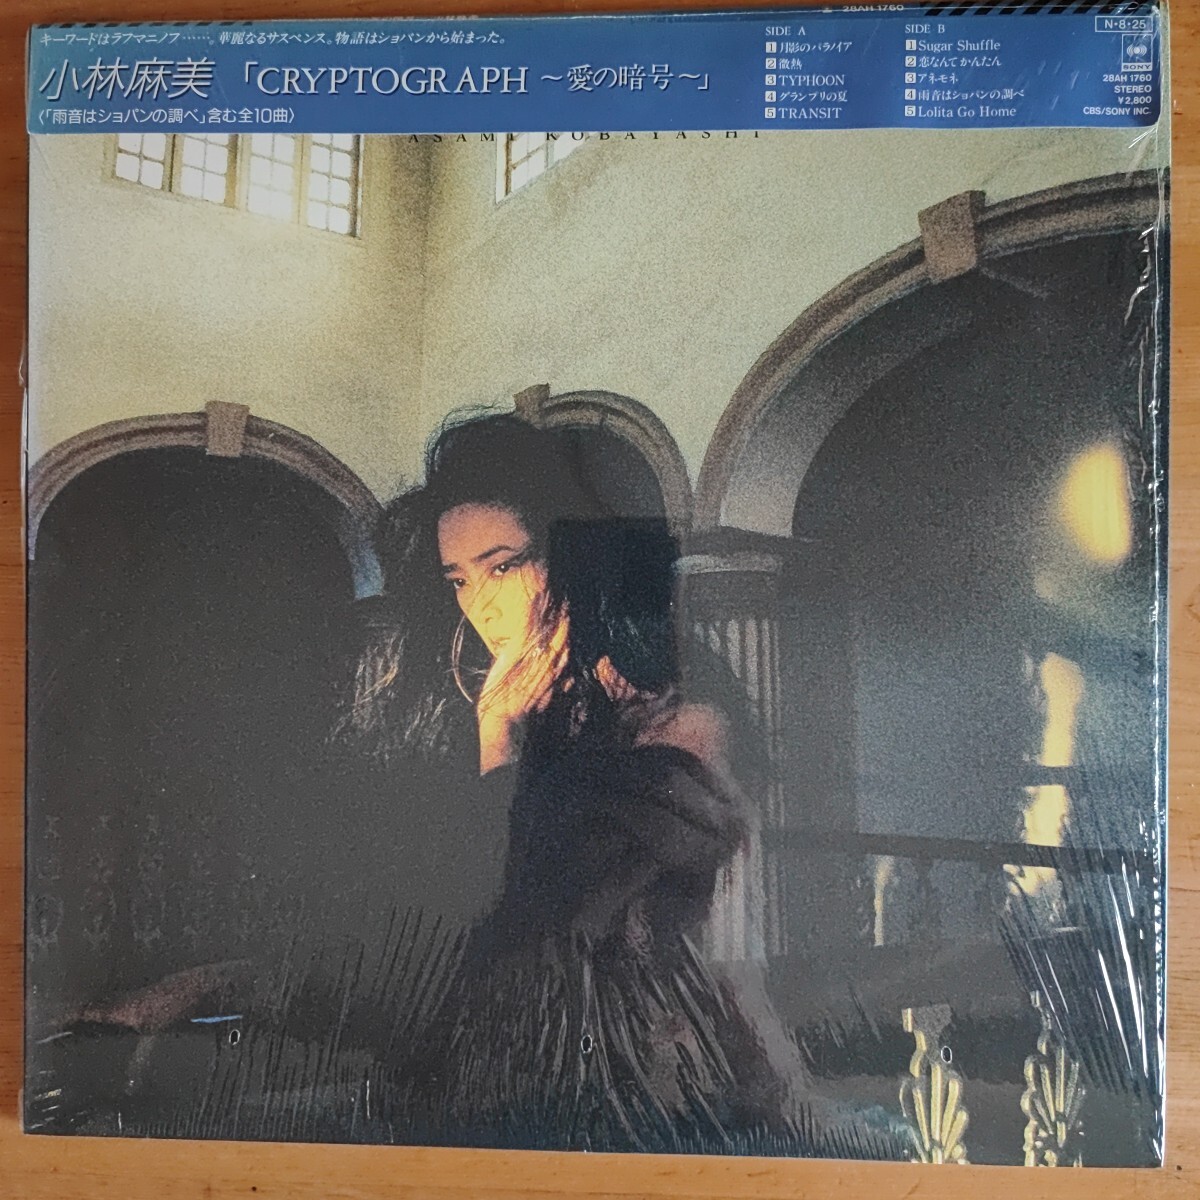 28AH 1760
キーワードはラフマニノフ……。華麗なるサスペンス。物語はショパンから始まった。
小林麻美「CRYPTOGRAPH～愛の暗号～」
〈「雨音はショパンの調べ」含む全10曲〉
SIDE A
1 月影のパラノイア
2 微熱
3 TYPHOON
4 グランプリの夏
5 TRANSIT
SIDE B
1 Sugar Shuffle
2 恋なんてかんたん
3 アネモネ
4 雨音はショパンの調べ
5 Lolita Go Home
N・8・25
SONY
28AH 1760
STEREO
¥2,800
CBS/SONY INC.
ASAMI KOBAYASHI